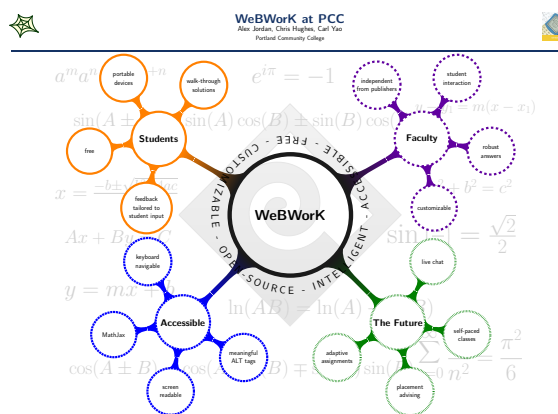 WeBWorK at PCC
Alex Jordan, Chris Hughes, Carl Yao
Portland Community College
portable
devices
walk-through
solutions
Students
free
feedback
tailored to
student input
independent
from publishers
student
interaction
Faculty
robust
answers
customizable
WeBWorK
CUSTOMIZABLE - FREE - ACCESSIBLE - INTELLIGENT - OPEN-SOURCE -
keyboard
navigable
Accessible
MathJax
screen
readable
meaningful
ALT tags
live chat
The Future
self-paced
classes
adaptive
assignments
placement
advising
e^{iπ} = −1
y = mx + b